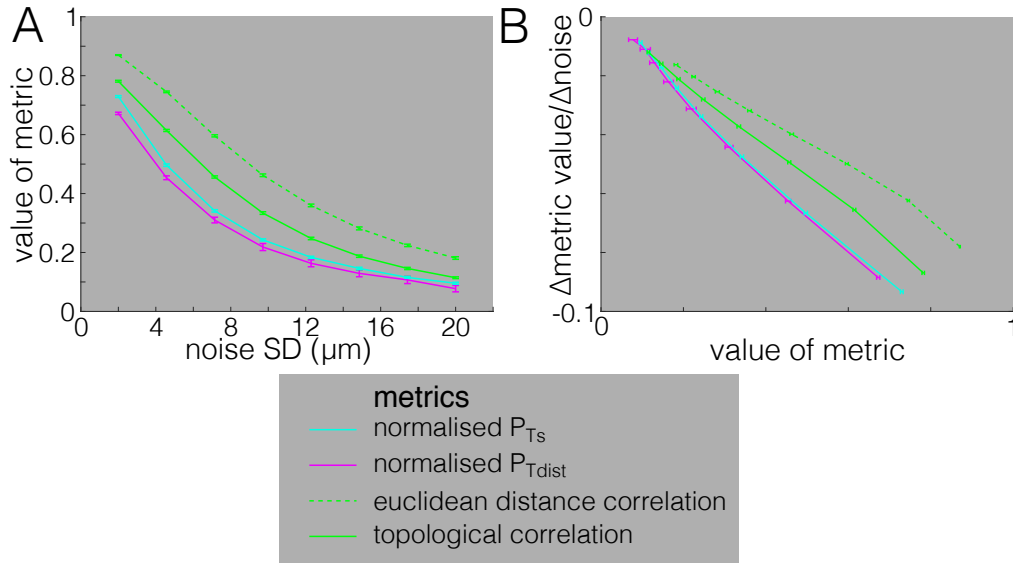 A
value of metric
1
0.8
0.6
0.4
0.2
0
0 4 8 12 16 20
noise SD (μm)
B
Δmetric value/Δnoise
0
-0.1
0 1
value of metric
metrics
normalised P_Ts
normalised P_Tdist
euclidean distance correlation
topological correlation